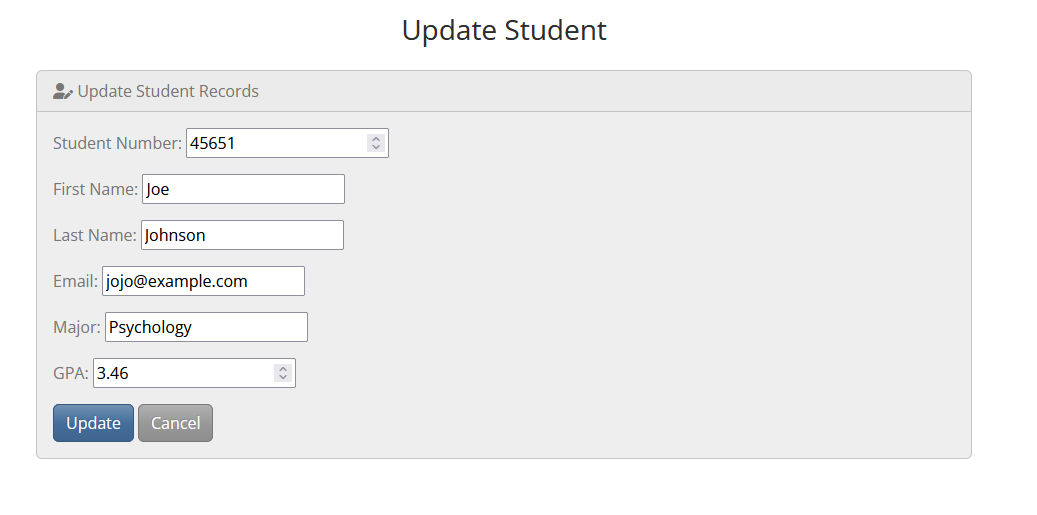 Update Student
Update Student Records
Student Number: 45651
First Name: Joe
Last Name: Johnson
Email: jojo@example.com
Major: Psychology
GPA: 3.46
Update Cancel